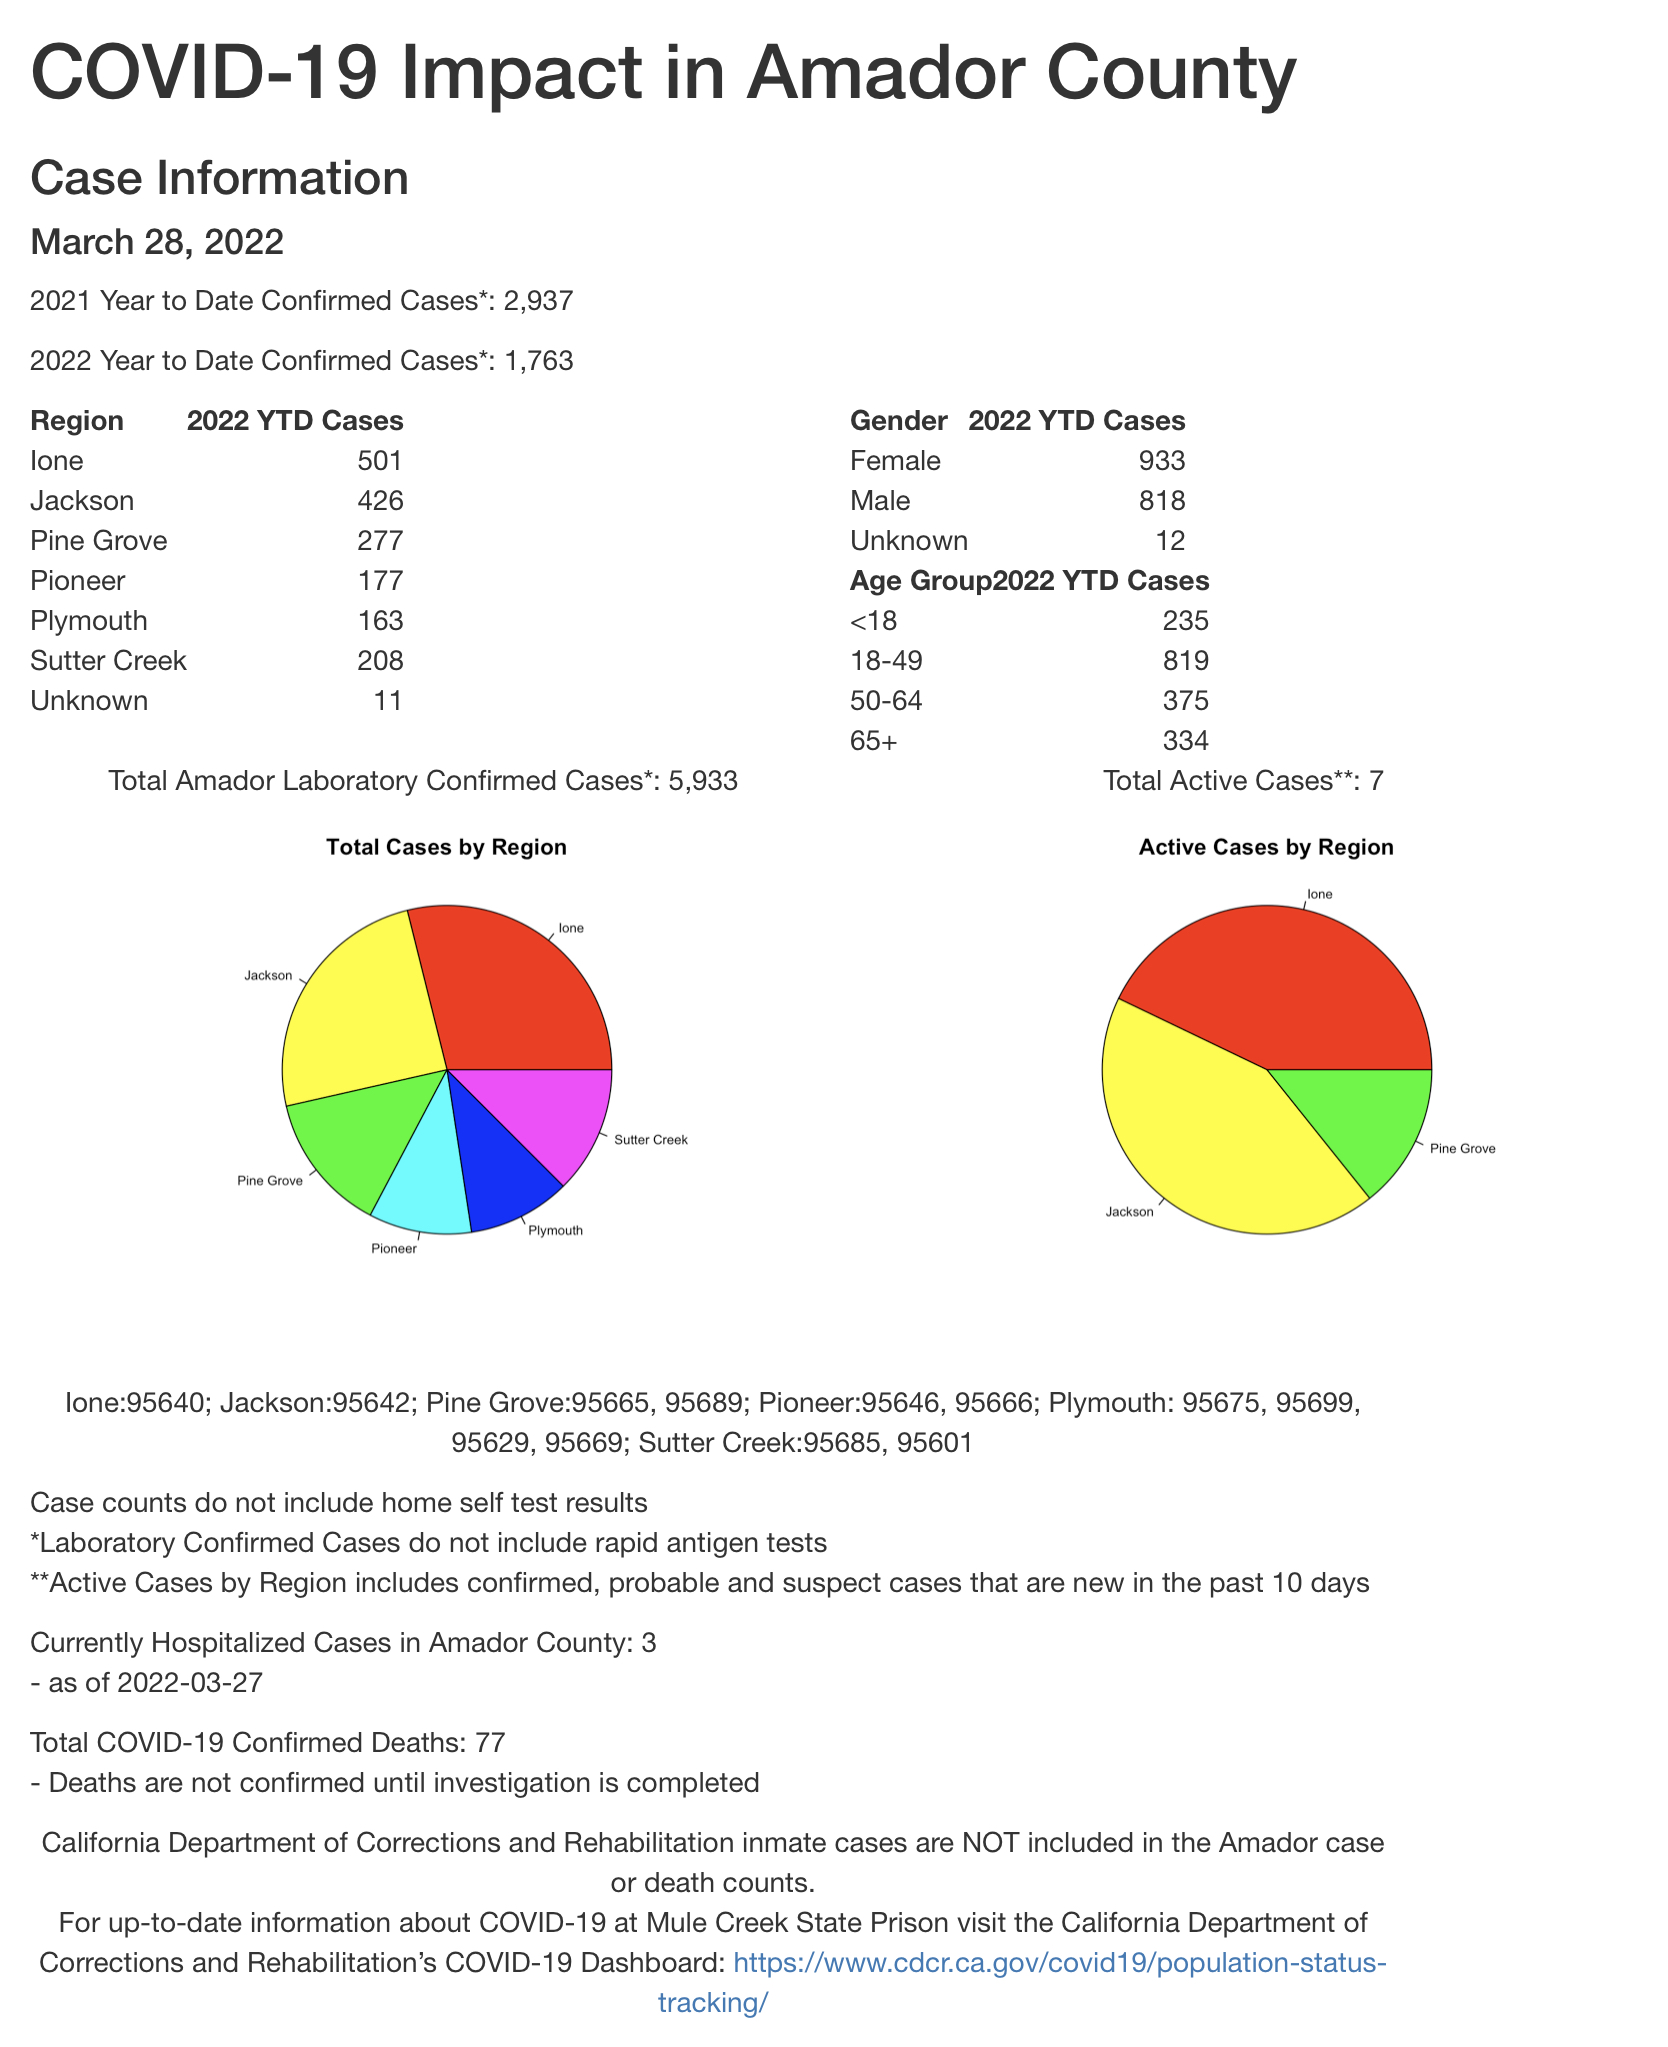 COVID-19 Impact in Amador County
Case Information
March 28, 2022
2021 Year to Date Confirmed Cases*: 2,937
2022 Year to Date Confirmed Cases*: 1,763
Region 2022 YTD Cases
Ione 501
Jackson 426
Pine Grove 277
Pioneer 177
Plymouth 163
Sutter Creek 208
Unknown 11
Gender 2022 YTD Cases
Female 933
Male 818
Unknown 12
Age Group2022 YTD Cases
<18 235
18-49 819
50-64 375
65+ 334
Total Amador Laboratory Confirmed Cases*: 5,933
Total Active Cases**: 7
Total Cases by Region
Ione
Jackson
Pine Grove
Pioneer
Plymouth
Sutter Creek
Active Cases by Region
Ione
Jackson
Pine Grove
Ione:95640; Jackson:95642; Pine Grove:95665, 95689; Pioneer:95646, 95666; Plymouth: 95675, 95699,
95629, 95669; Sutter Creek:95685, 95601
Case counts do not include home self test results
*Laboratory Confirmed Cases do not include rapid antigen tests
**Active Cases by Region includes confirmed, probable and suspect cases that are new in the past 10 days
Currently Hospitalized Cases in Amador County: 3
- as of 2022-03-27
Total COVID-19 Confirmed Deaths: 77
- Deaths are not confirmed until investigation is completed
California Department of Corrections and Rehabilitation inmate cases are NOT included in the Amador case
or death counts.
For up-to-date information about COVID-19 at Mule Creek State Prison visit the California Department of
Corrections and Rehabilitation’s COVID-19 Dashboard: https://www.cdcr.ca.gov/covid19/population-status-
tracking/